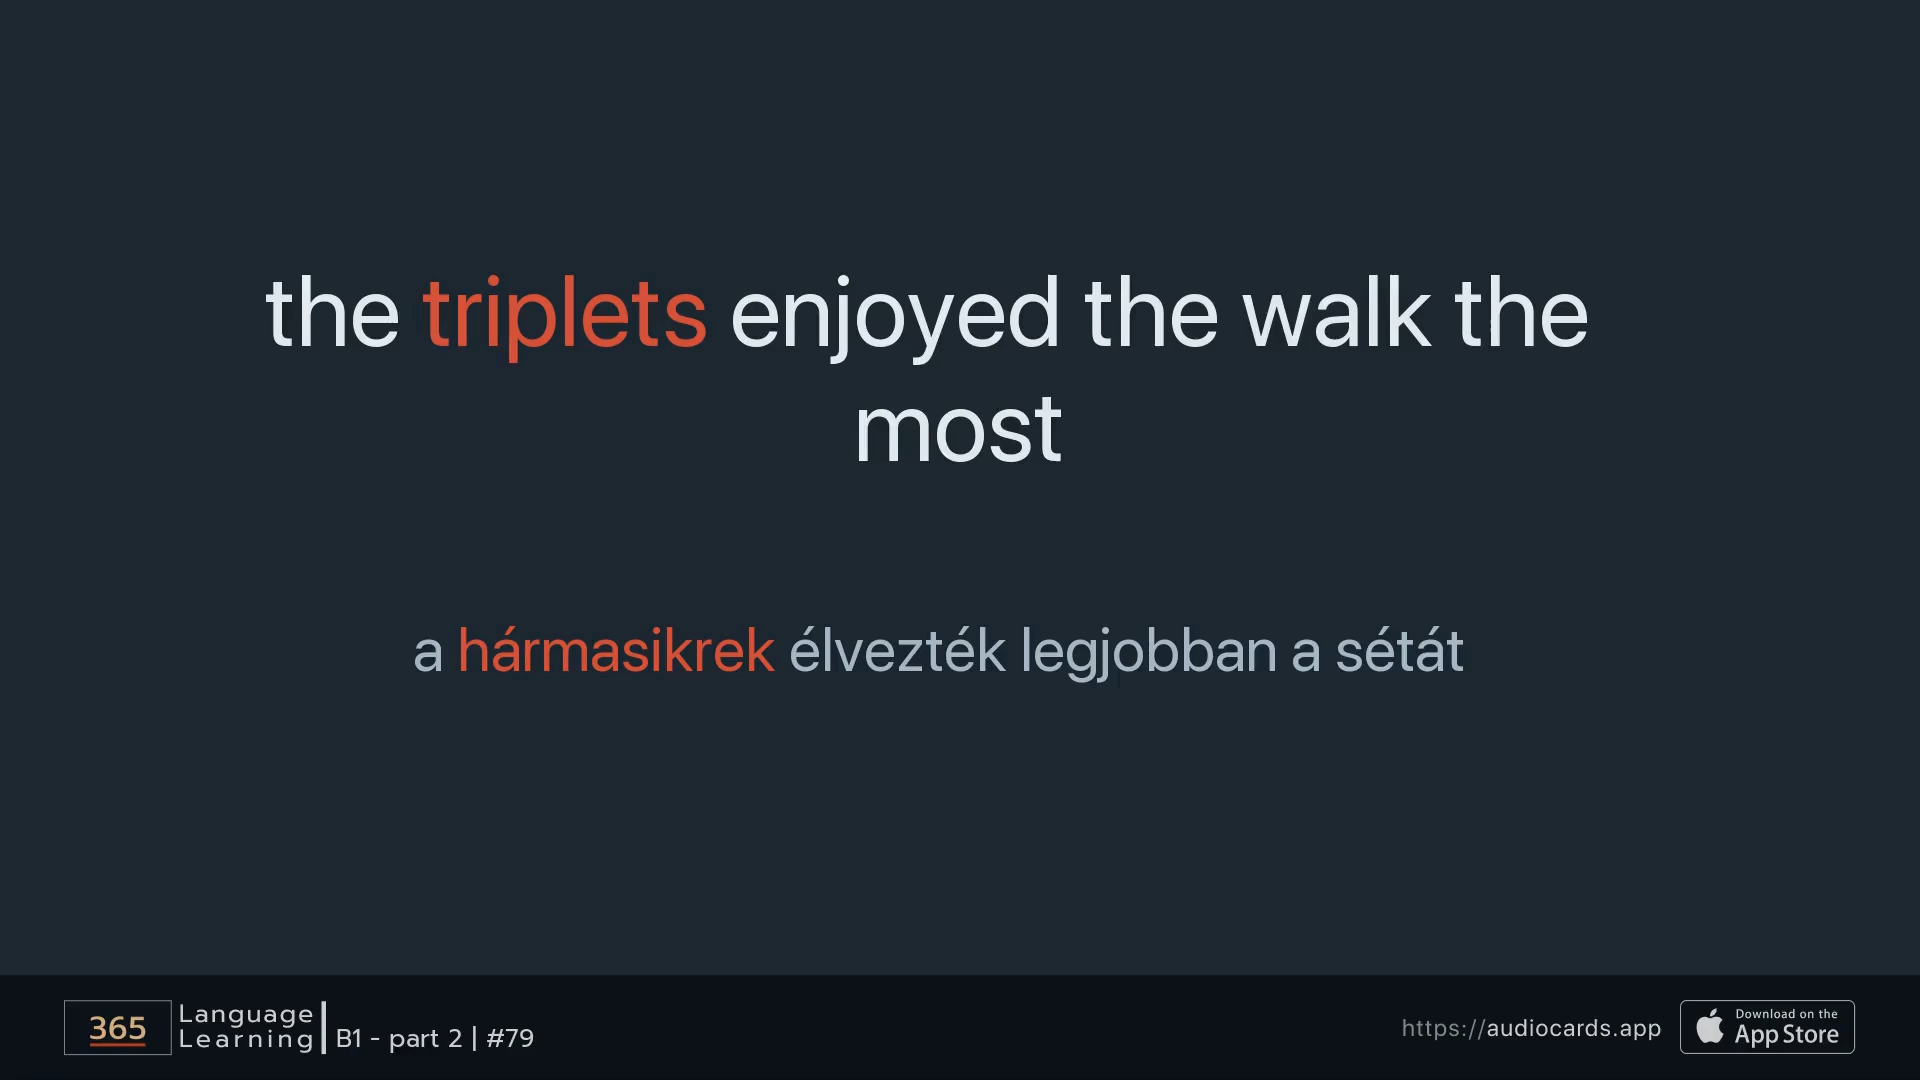 the triplets enjoyed the walk the
most
a hármasikrek élvezték legjobban a sétát
365
Language
Learning
B1 - part 2 | #79
https://audiocards.app
Download on the
App Store